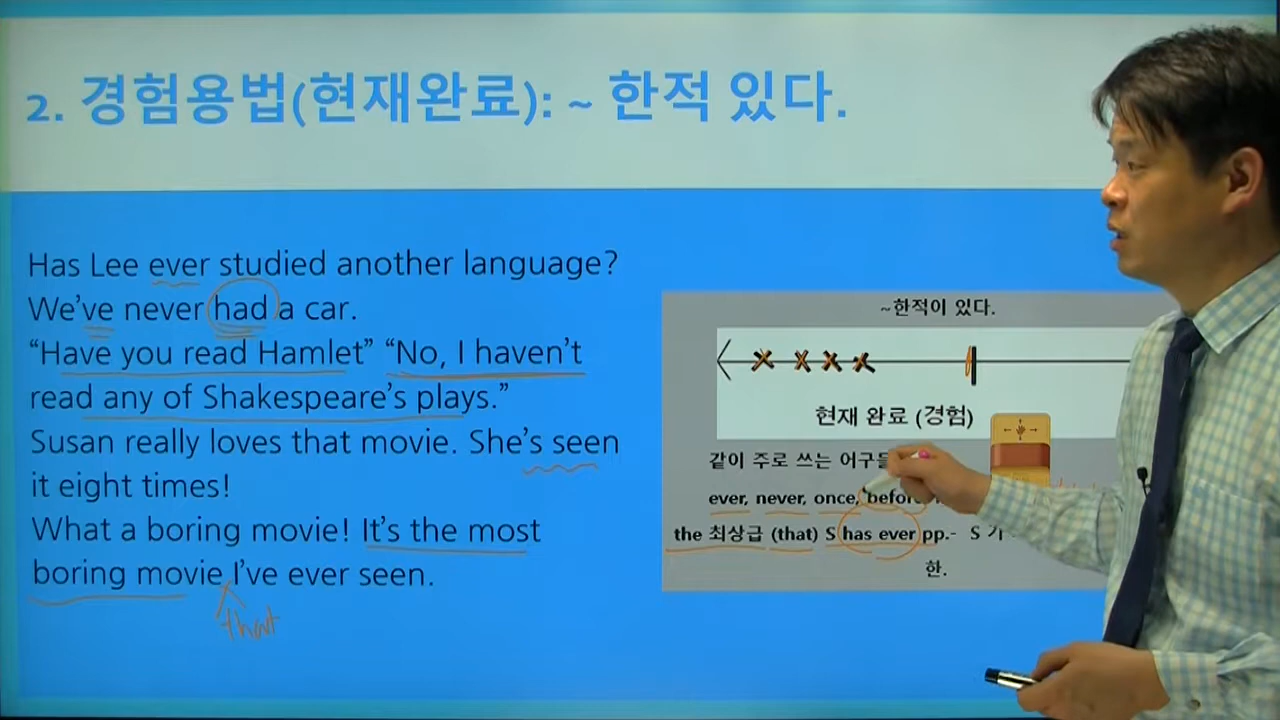 2. 경험용법(현재완료): ~ 한적 있다.
Has Lee ever studied another language?
We've never had a car.
“Have you read Hamlet” “No, I haven't
read any of Shakespeare's plays.”
Susan really loves that movie. She's seen
it eight times!
What a boring movie! It's the most
boring movie I've ever seen.
that
~한적이 있다.
현재 완료 (경험)
같이 주로 쓰는 어구들
ever, never, once, before
the 최상급 (that) S has ever pp.- S 가
한.